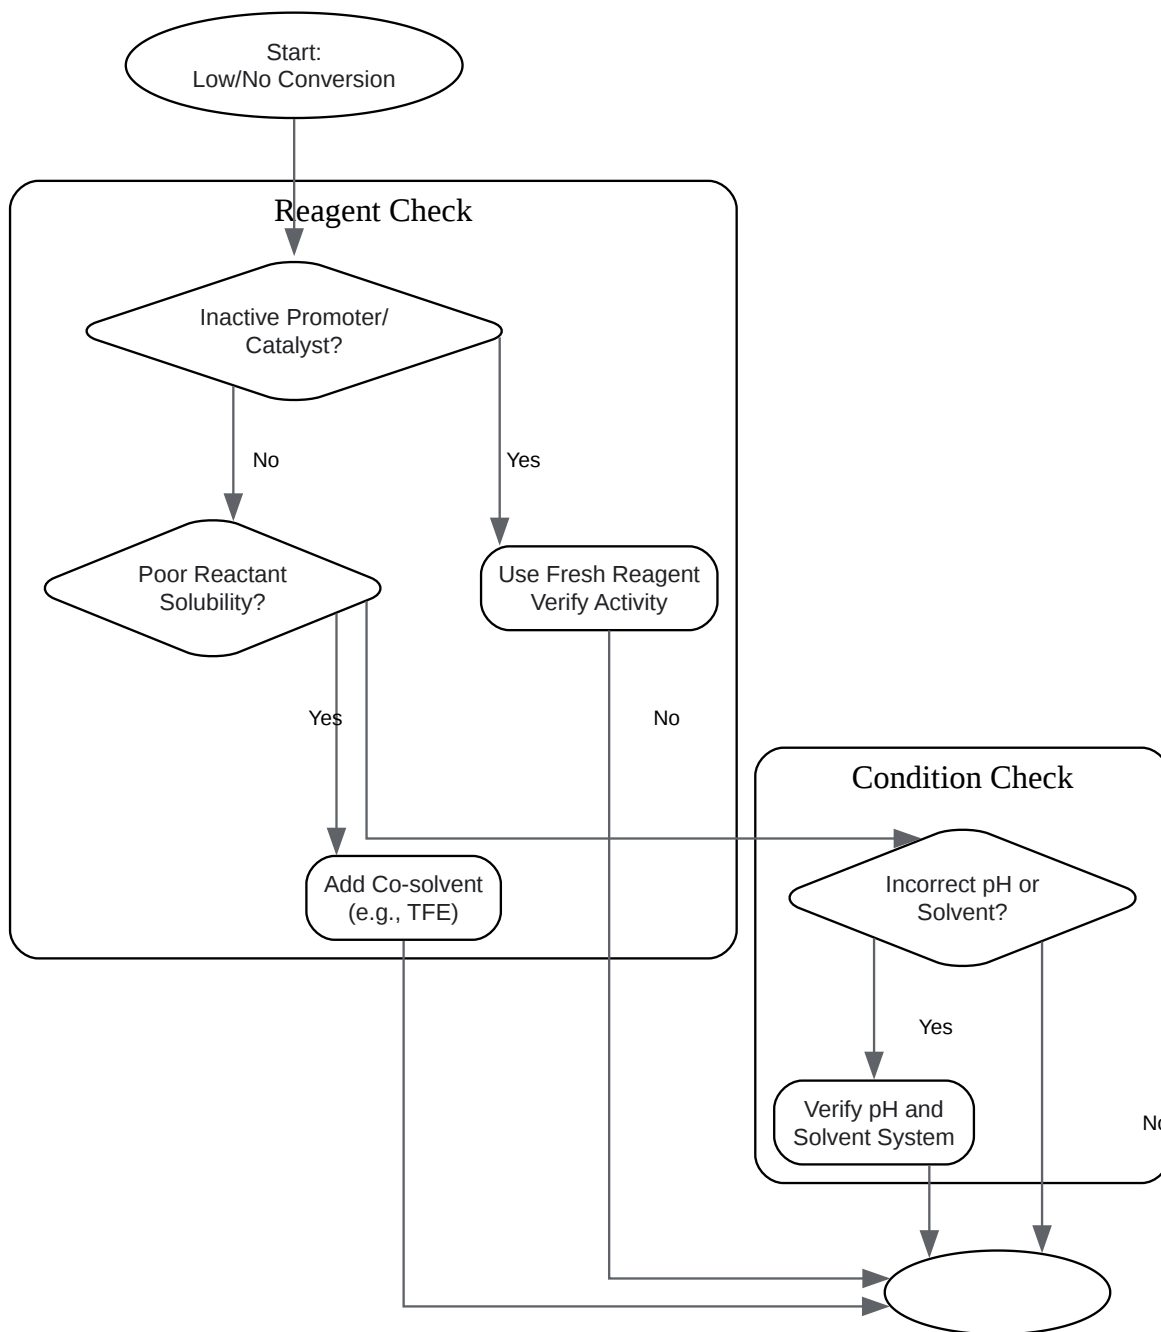 Start:
Low/No Conversion
Reagent Check
Inactive Promoter/
Catalyst?
No
Yes
Poor Reactant
Solubility?
Use Fresh Reagent
Verify Activity
Yes
No
Condition Check
Add Co-solvent
(e.g., TFE)
Incorrect pH or
Solvent?
Yes
Verify pH and
Solvent System
No